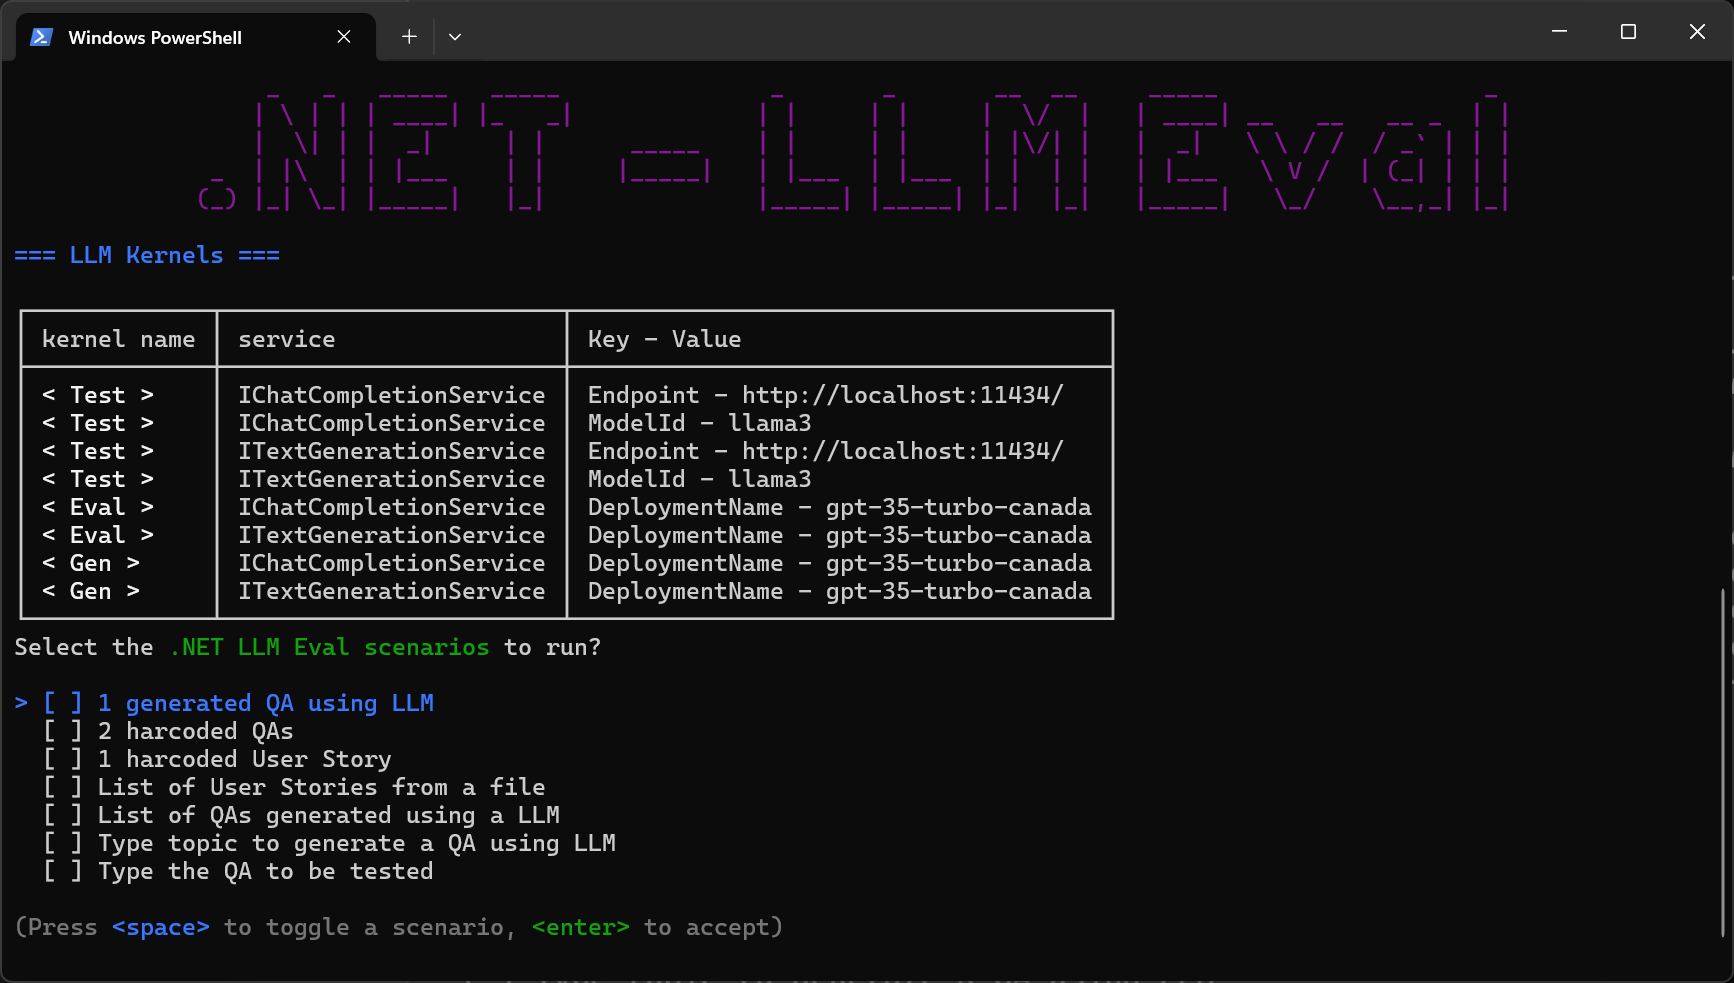 Windows PowerShell
.NET - LLM Eval
=== LLM Kernels ===
kernel name service Key - Value
< Test > IChatCompletionService Endpoint - http://localhost:11434/
< Test > IChatCompletionService ModelId - llama3
< Test > ITextGenerationService Endpoint - http://localhost:11434/
< Test > ITextGenerationService ModelId - llama3
< Eval > IChatCompletionService DeploymentName - gpt-35-turbo-canada
< Eval > ITextGenerationService DeploymentName - gpt-35-turbo-canada
< Gen > IChatCompletionService DeploymentName - gpt-35-turbo-canada
< Gen > ITextGenerationService DeploymentName - gpt-35-turbo-canada
Select the .NET LLM Eval scenarios to run?
> [ ] 1 generated QA using LLM
[ ] 2 harcoded QAs
[ ] 1 harcoded User Story
[ ] List of User Stories from a file
[ ] List of QAs generated using a LLM
[ ] Type topic to generate a QA using LLM
[ ] Type the QA to be tested
(Press <space> to toggle a scenario, <enter> to accept)